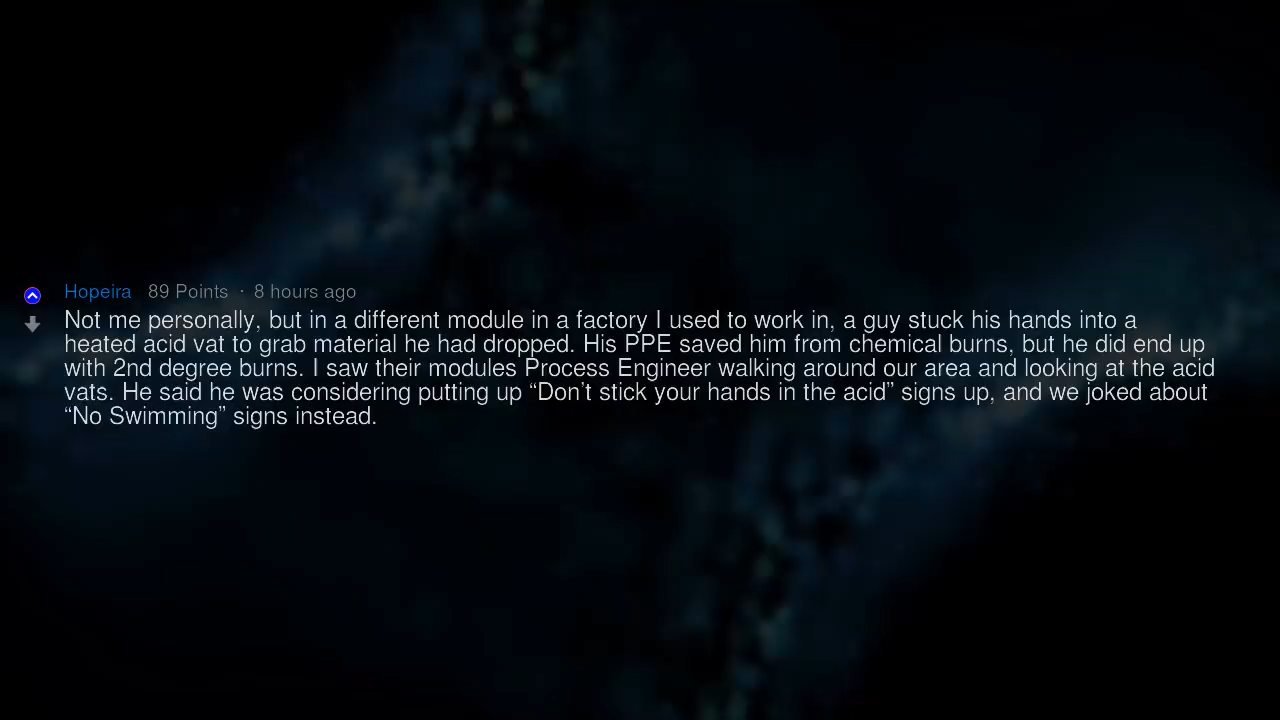 Hopeira 89 Points · 8 hours ago
Not me personally, but in a different module in a factory I used to work in, a guy stuck his hands into a
heated acid vat to grab material he had dropped. His PPE saved him from chemical burns, but he did end up
with 2nd degree burns. I saw their modules Process Engineer walking around our area and looking at the acid
vats. He said he was considering putting up “Don’t stick your hands in the acid” signs up, and we joked about
“No Swimming” signs instead.